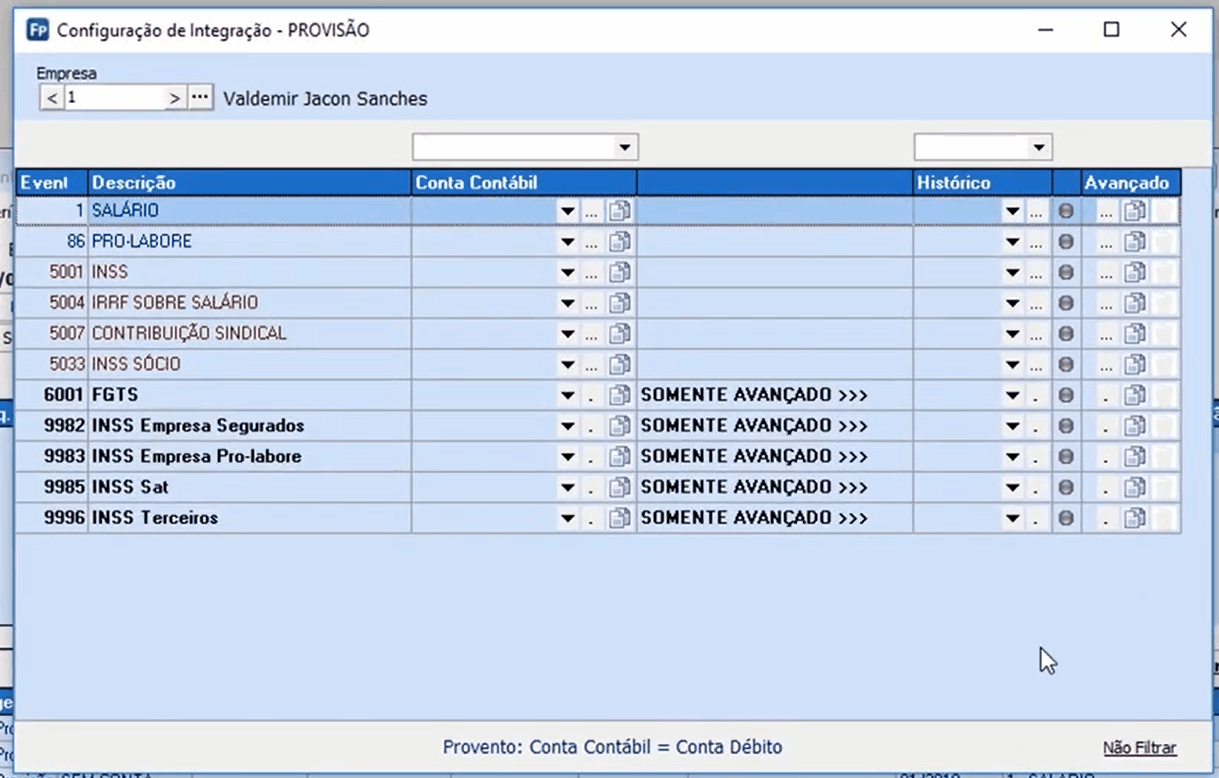 Fp Configuração de Integração - PROVISÃO
Empresa
< 1 > ... Valdemir Jacon Sanches
Event Descrição Conta Contábil Histórico Avançado
1 SALÁRIO ... ... ...
86 PRO-LABORE ... ... ...
5001 INSS ... ... ...
5004 IRRF SOBRE SALÁRIO ... ... ...
5007 CONTRIBUIÇÃO SINDICAL ... ... ...
5033 INSS SÓCIO ... ... ...
6001 FGTS . SOMENTE AVANÇADO >>> . .
9982 INSS Empresa Segurados . SOMENTE AVANÇADO >>> . .
9983 INSS Empresa Pro-labore . SOMENTE AVANÇADO >>> . .
9985 INSS Sat . SOMENTE AVANÇADO >>> . .
9996 INSS Terceiros . SOMENTE AVANÇADO >>> . .
Provento: Conta Contábil = Conta Débito
Não Filtrar